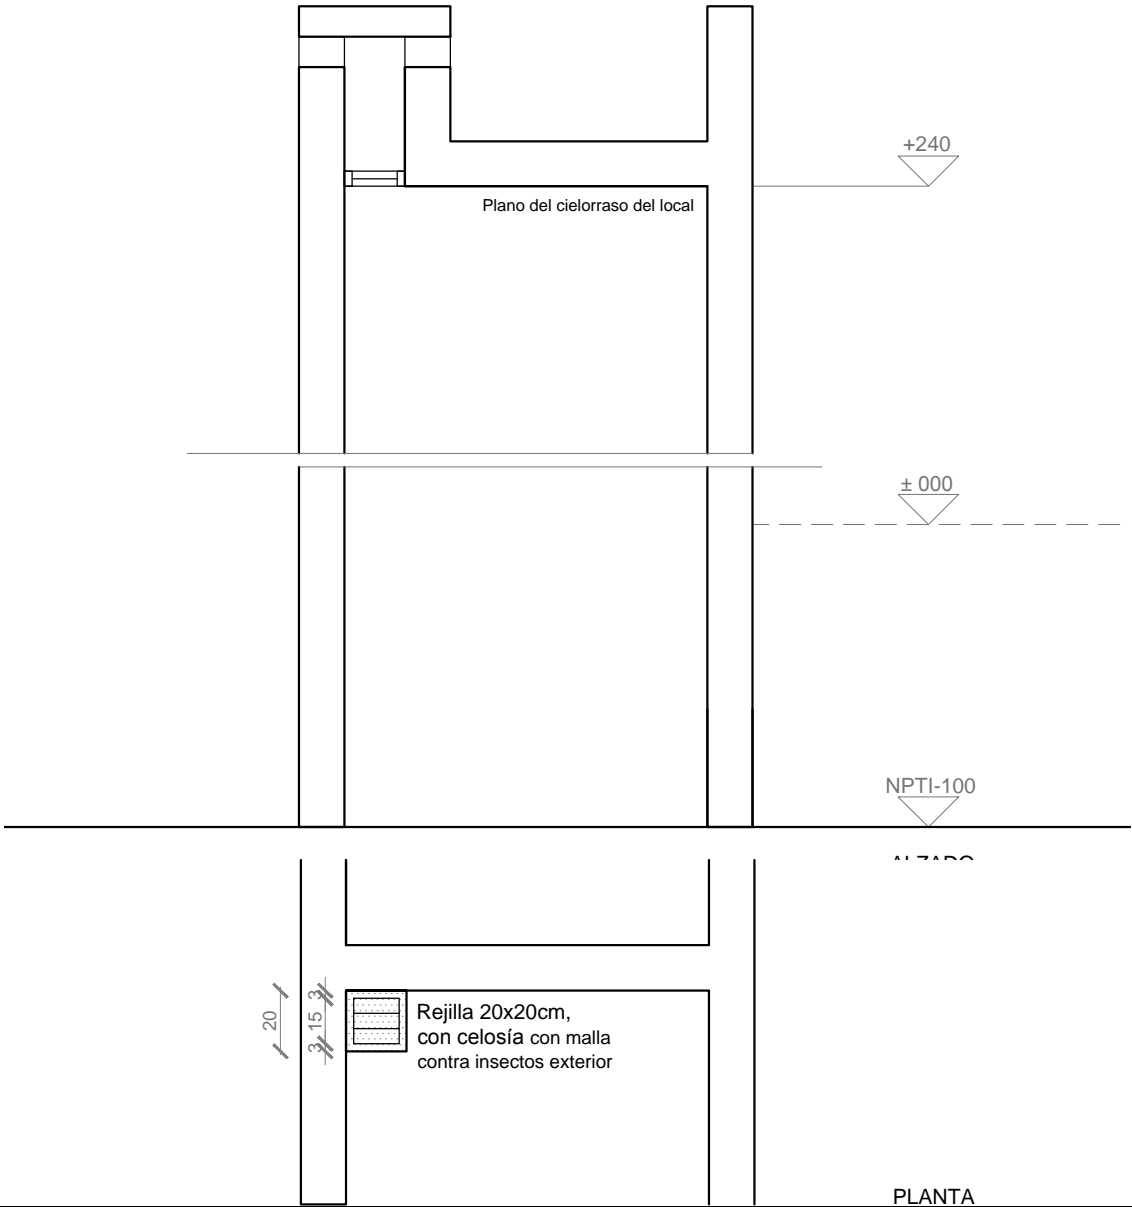 +240
Plano del cielorraso del local
± 000
NPTI-100
ALZADO
20
3
15
3
Rejilla 20x20cm,
con celosía con malla
contra insectos exterior
PLANTA